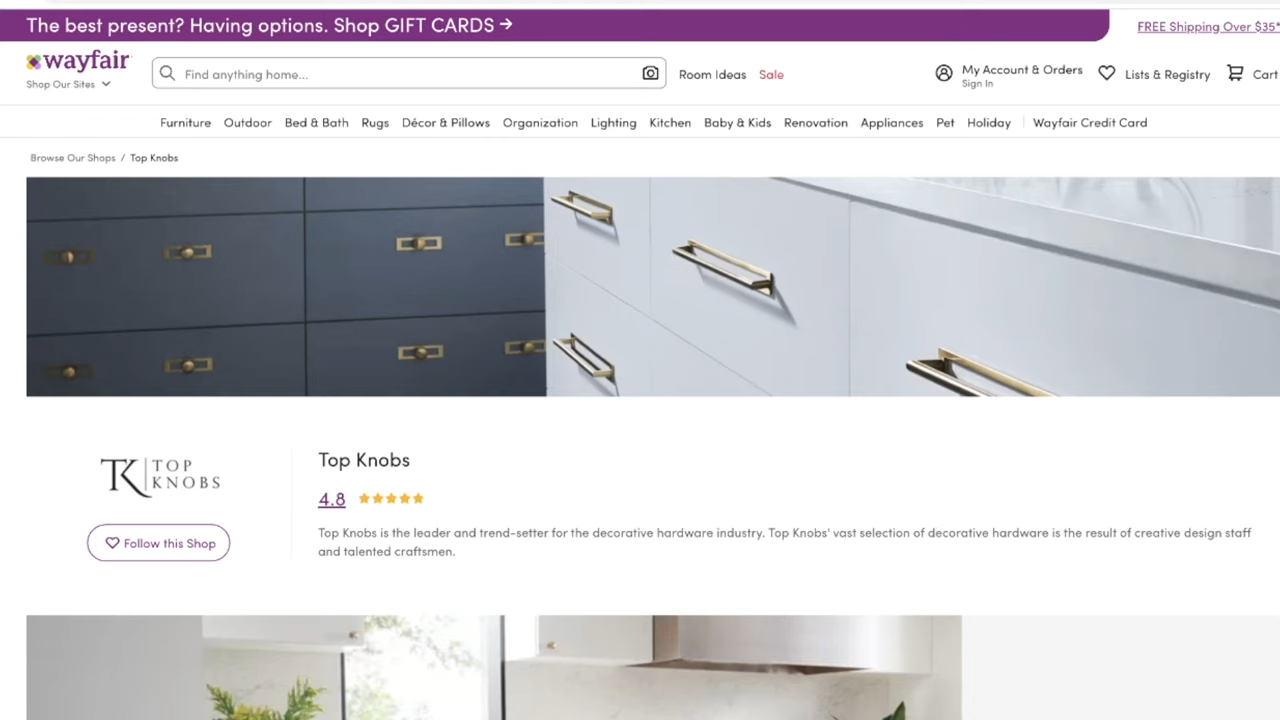 The best present? Having options. Shop GIFT CARDS →
FREE Shipping Over $35*
wayfair
Shop Our Sites
Find anything home...
Room Ideas Sale
My Account & Orders
Sign In
Lists & Registry
Cart
Furniture Outdoor Bed & Bath Rugs Décor & Pillows Organization Lighting Kitchen Baby & Kids Renovation Appliances Pet Holiday Wayfair Credit Card
Browse Our Shops / Top Knobs
TK TOP
KNOBS
Follow this Shop
Top Knobs
4.8
Top Knobs is the leader and trend-setter for the decorative hardware industry. Top Knobs' vast selection of decorative hardware is the result of creative design staff
and talented craftsmen.